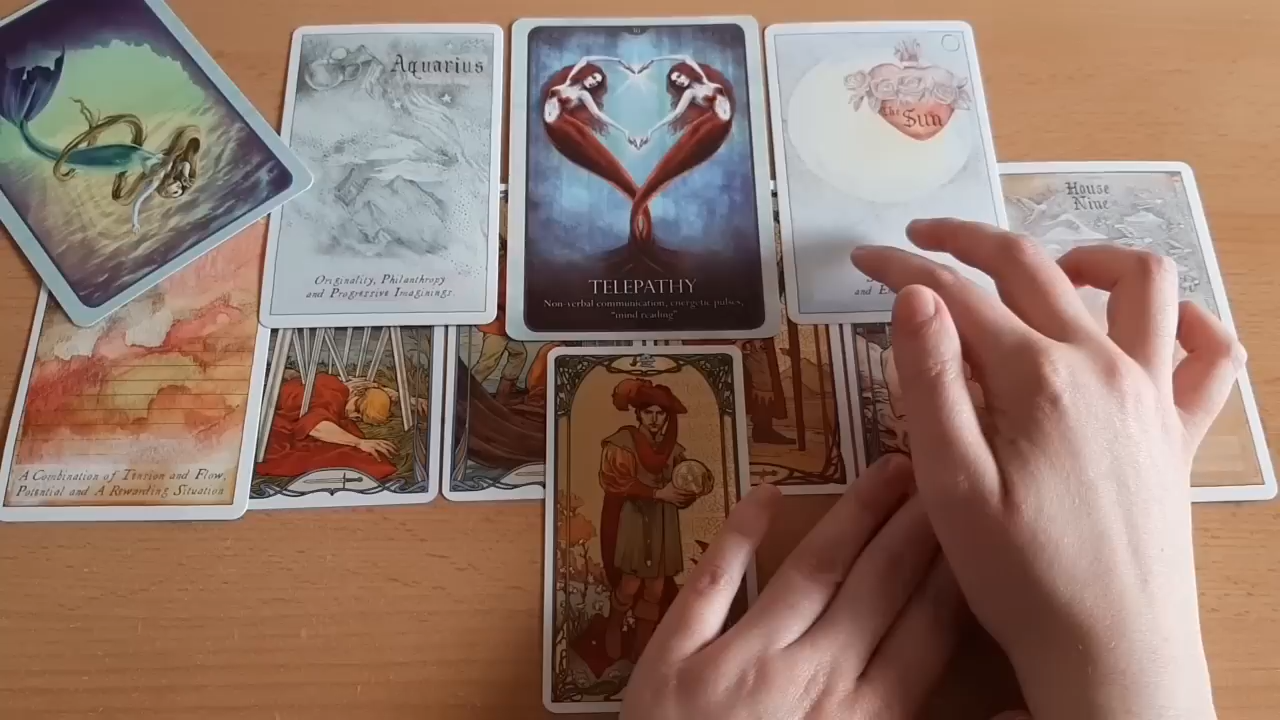 Aquarius
Originality, Philanthropy
and Progressive Imaginings.
TELEPATHY
Non-verbal communication, energetic pulses,
"mind reading"
The Sun
and
House
Nine
A Combination of Tension and Flow,
Potential and A Rewarding Situation